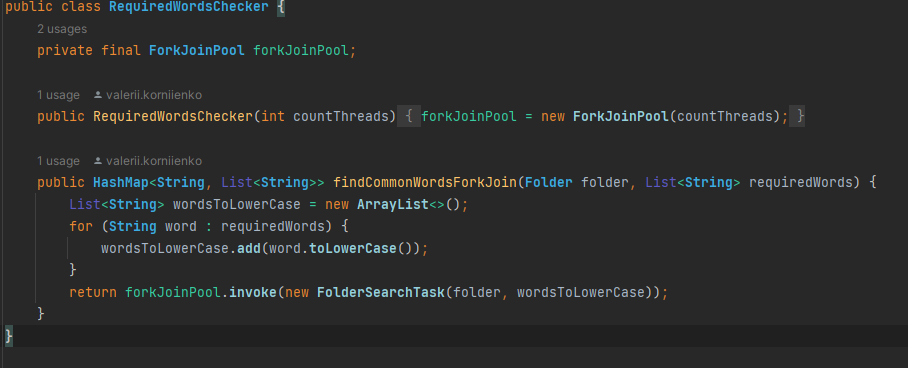 public class RequiredWordsChecker {
2 usages
private final ForkJoinPool forkJoinPool;
1 usage valerii.korniienko
public RequiredWordsChecker(int countThreads) { forkJoinPool = new ForkJoinPool(countThreads); }
1 usage valerii.korniienko
public HashMap<String, List<String>> findCommonWordsForkJoin(Folder folder, List<String> requiredWords) {
List<String> wordsToLowerCase = new ArrayList<>();
for (String word : requiredWords) {
wordsToLowerCase.add(word.toLowerCase());
}
return forkJoinPool.invoke(new FolderSearchTask(folder, wordsToLowerCase));
}
}